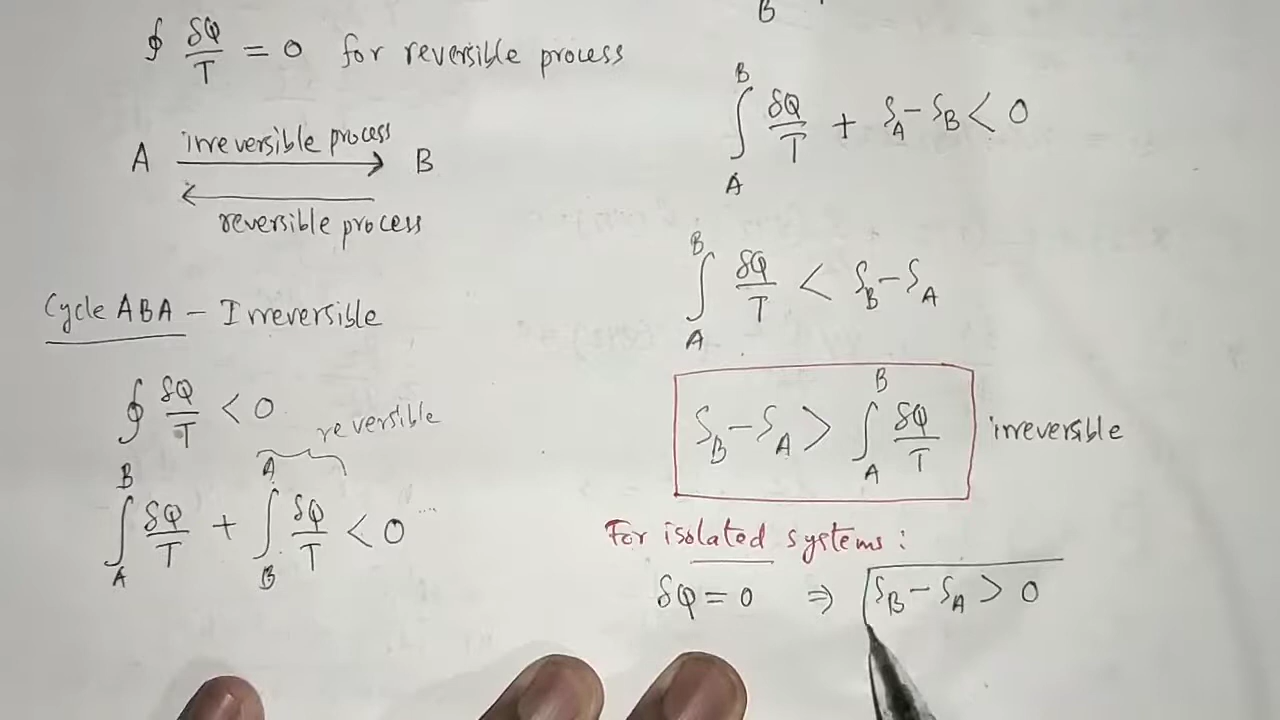 ∮ δQ/T = 0 for reversible process
A irreversible process → B
← reversible process
Cycle ABA – Irreversible
∮ δQ/T < 0
reversible
∫_A^B δQ/T + ∫_B^A δQ/T < 0
B
∫_A^B δQ/T + S_A – S_B < 0
∫_A^B δQ/T < S_B – S_A
S_B – S_A > ∫_A^B δQ/T irreversible
For isolated systems :
δQ = 0 ⇒ S_B – S_A > 0